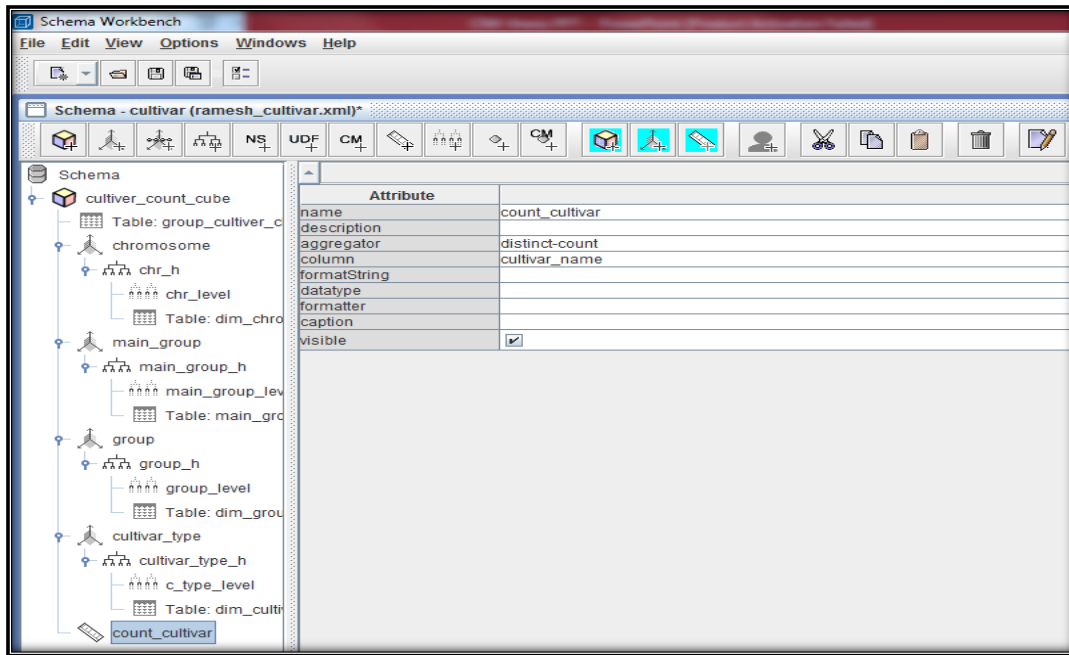 Schema Workbench
File Edit View Options Windows Help
Schema - cultivar (ramesh_cultivar.xml)*
NS UDF CM CM
Schema
cultiver_count_cube
Table: group_cultiver_c
chromosome
chr_h
chr_level
Table: dim_chro
main_group
main_group_h
main_group_lev
Table: main_gro
group
group_h
group_level
Table: dim_grou
cultivar_type
cultivar_type_h
c_type_level
Table: dim_culti
count_cultivar
Attribute
name count_cultivar
description
aggregator distinct-count
column cultivar_name
formatString
datatype
formatter
caption
visible